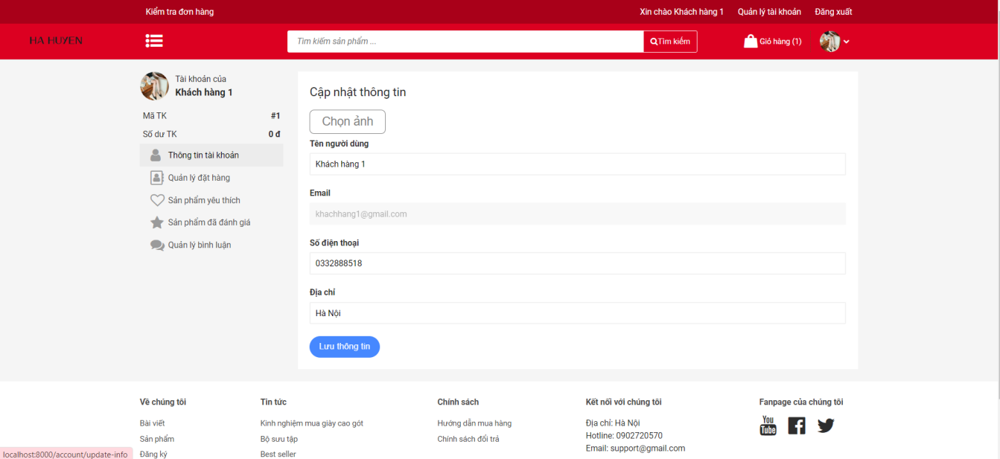 Kiểm tra đơn hàng
Xin chào Khách hàng 1 Quản lý tài khoản Đăng xuất
HA HUYEN
Tìm kiếm sản phẩm ...
Tìm kiếm
Giỏ hàng (1)
Tài khoản của
Khách hàng 1
Mã TK #1
Số dư TK 0 đ
Thông tin tài khoản
Quản lý đặt hàng
Sản phẩm yêu thích
Sản phẩm đã đánh giá
Quản lý bình luận
Cập nhật thông tin
Chọn ảnh
Tên người dùng
Khách hàng 1
Email
khachhang1@gmail.com
Số điện thoại
0332888518
Địa chỉ
Hà Nội
Lưu thông tin
Về chúng tôi
Bài viết
Sản phẩm
Đăng ký
Tin tức
Kinh nghiệm mua giày cao gót
Bộ sưu tập
Best seller
Chính sách
Hướng dẫn mua hàng
Chính sách đổi trả
Kết nối với chúng tôi
Địa chỉ: Hà Nội
Hotline: 0902720570
Email: support@gmail.com
Fanpage của chúng tôi
You
Tube
localhost:8000/account/update-info